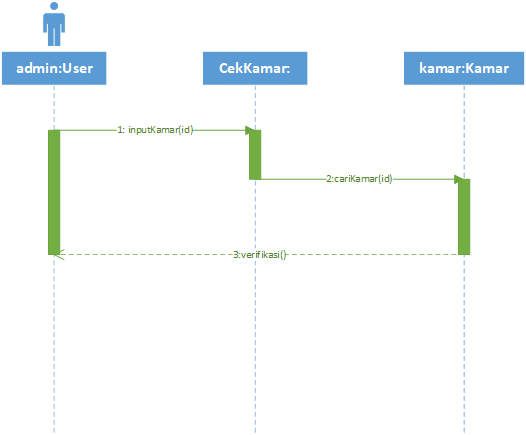 admin:User
CekKamar:
kamar:Kamar
1: inputKamar(id)
2:cariKamar(id)
3:verifikasi()